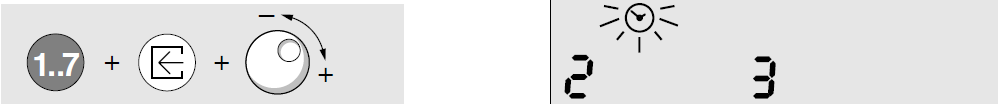 −
1..7 + + +
2 3